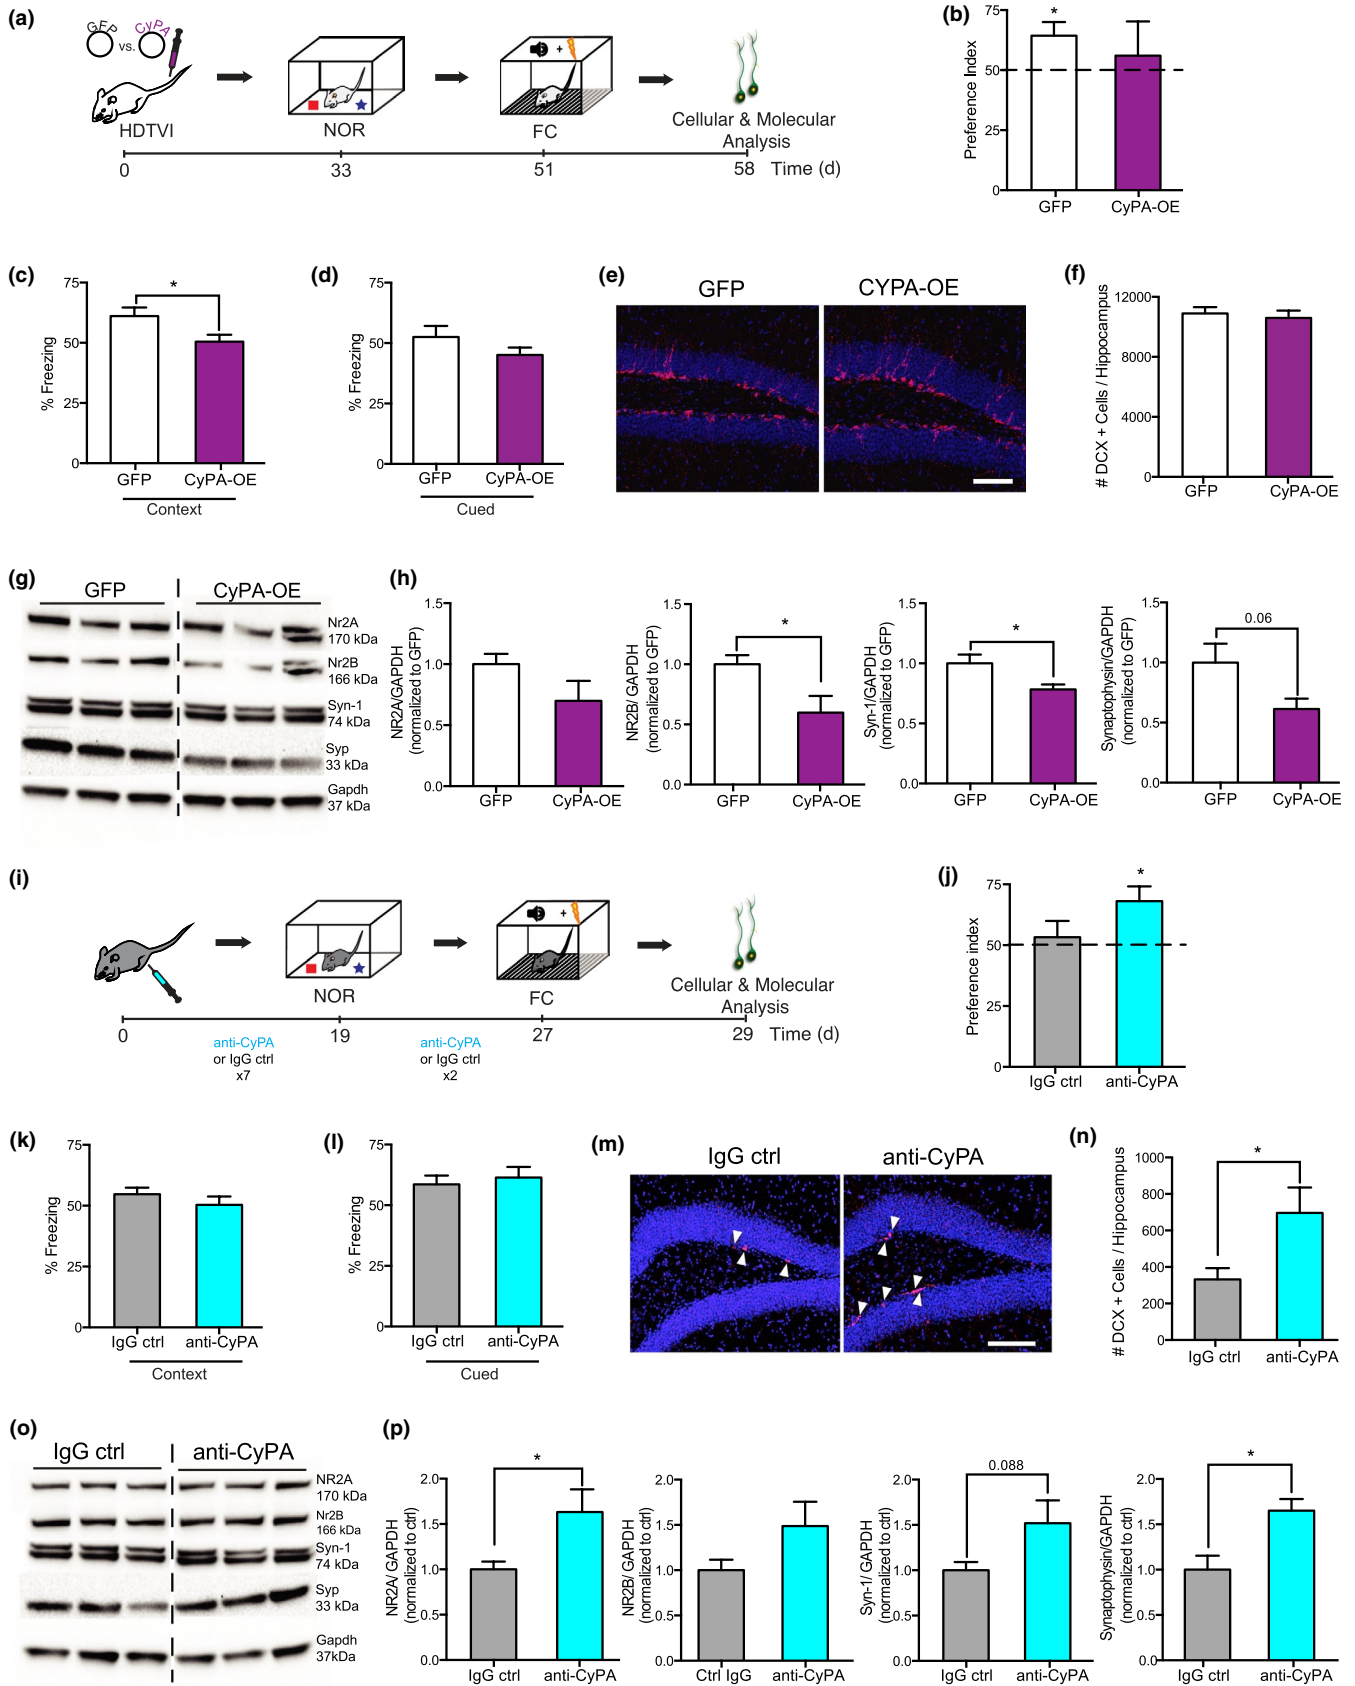 (a)
GFP vs. CyPA
HDTVI
NOR
FC
Cellular & Molecular
Analysis
0 33 51 58 Time (d)
(b)
Preference Index
75
*
50
25
0
GFP CyPA-OE
(c)
% Freezing
75
*
50
25
0
GFP CyPA-OE
Context
(d)
% Freezing
75
50
25
0
GFP CyPA-OE
Cued
(e)
GFP CYPA-OE
(f)
# DCX + Cells / Hippocampus
12000
8000
4000
0
GFP CyPA-OE
(g)
GFP CyPA-OE
Nr2A
170 kDa
Nr2B
166 kDa
Syn-1
74 kDa
Syp
33 kDa
Gapdh
37 kDa
(h)
NR2A/GAPDH
(normalized to GFP)
1.5
1.0
0.5
0.0
GFP CyPA-OE
NR2B/ GAPDH
(normalized to GFP)
1.5
*
1.0
0.5
0.0
GFP CyPA-OE
Syn-1/GAPDH
(normalized to GFP)
1.5
*
1.0
0.5
0.0
GFP CyPA-OE
Synaptophysin/GAPDH
(normalized to GFP)
1.5
0.06
1.0
0.5
0.0
GFP CyPA-OE
(i)
NOR
FC
Cellular & Molecular
Analysis
0 19 27 29 Time (d)
anti-CyPA
or IgG ctrl
x7
anti-CyPA
or IgG ctrl
x2
(j)
Preference index
75
*
50
25
0
IgG ctrl anti-CyPA
(k)
% Freezing
75
50
25
0
IgG ctrl anti-CyPA
Context
(l)
% Freezing
75
50
25
0
IgG ctrl anti-CyPA
Cued
(m)
IgG ctrl anti-CyPA
(n)
# DCX + Cells / Hippocampus
1000
*
800
600
400
200
0
IgG ctrl anti-CyPA
(o)
IgG ctrl anti-CyPA
NR2A
170 kDa
Nr2B
166 kDa
Syn-1
74 kDa
Syp
33 kDa
Gapdh
37kDa
(p)
NR2A/ GAPDH
(normalized to ctrl)
2.0
*
1.5
1.0
0.5
0.0
IgG ctrl anti-CyPA
NR2B/ GAPDH
(normalized to ctrl)
2.0
1.5
1.0
0.5
0.0
Ctrl IgG anti-CyPA
Syn-1/ GAPDH
(normalized to ctrl)
2.0
0.088
1.5
1.0
0.5
0.0
IgG ctrl anti-CyPA
Synaptophysin/GAPDH
(normalized to ctrl)
2.0
*
1.5
1.0
0.5
0.0
IgG ctrl anti-CyPA